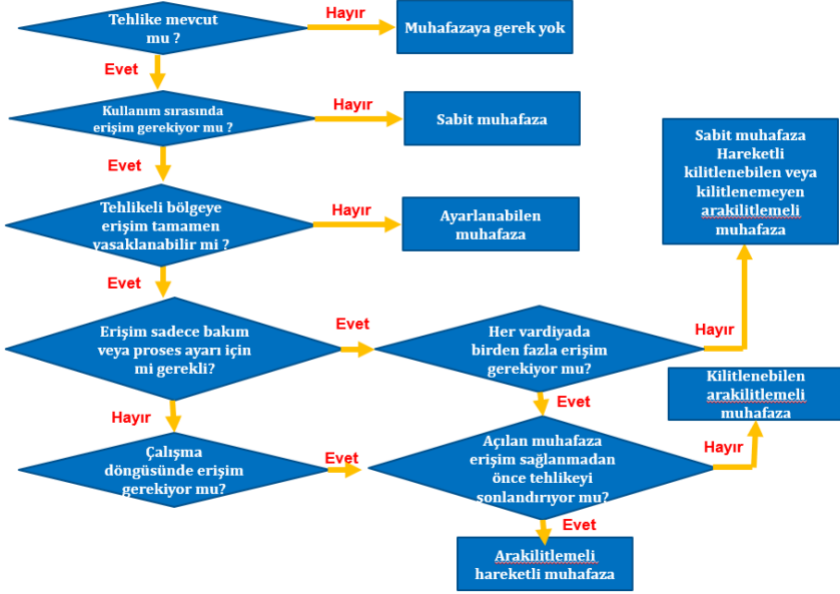 Tehlike mevcut
mu ?
Hayır
Muhafazaya gerek yok
Evet
Kullanım sırasında
erişim gerekiyor mu ?
Hayır
Sabit muhafaza
Evet
Tehlikeli bölgeye
erişim tamamen
yasaklanabilir mi ?
Hayır
Ayarlanabilen
muhafaza
Sabit muhafaza
Hareketli
kilitlenebilen veya
kilitlenemeyen
arakilitlemeli
muhafaza
Evet
Erişim sadece bakım
veya proses ayarı için
mi gerekli?
Evet
Her vardiyada
birden fazla erişim
gerekiyor mu?
Hayır
Kilitlenebilen
arakilitlemeli
muhafaza
Hayır
Evet
Çalışma
döngüsünde erişim
gerekiyor mu?
Evet
Açılan muhafaza
erişim sağlanmadan
önce tehlikeyi
sonlandırıyor mu?
Hayır
Evet
Arakilitlemeli
hareketli muhafaza